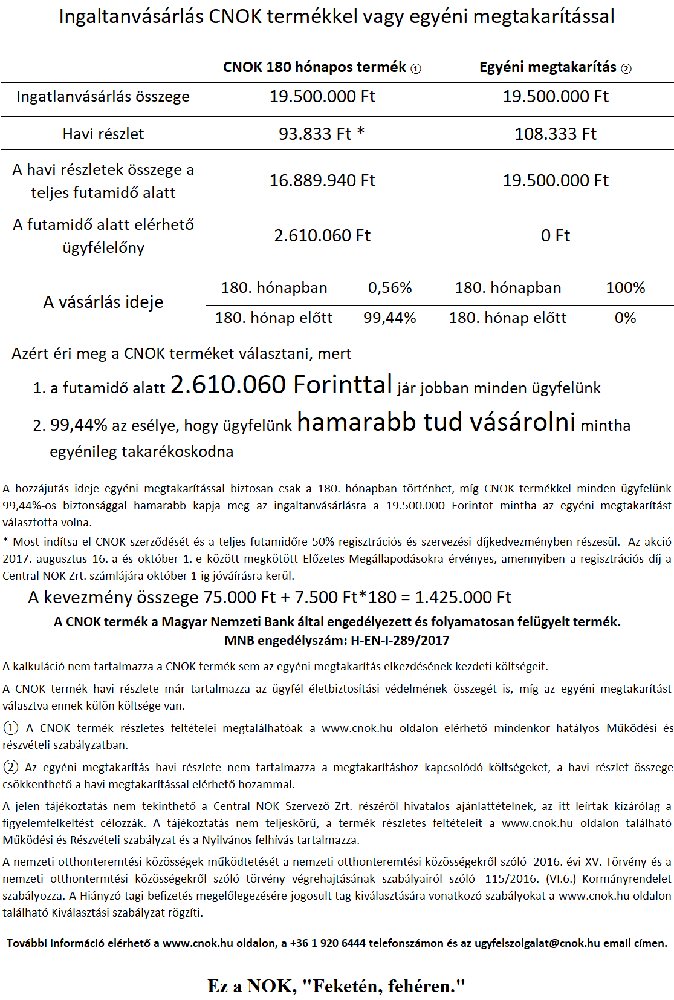 Ingaltanvásárlás CNOK termékkel vagy egyéni megtakarítással
CNOK 180 hónapos termék ① Egyéni megtakarítás ②
Ingatlanvásárlás összege 19.500.000 Ft 19.500.000 Ft
Havi részlet 93.833 Ft * 108.333 Ft
A havi részletek összege a
teljes futamidő alatt 16.889.940 Ft 19.500.000 Ft
A futamidő alatt elérhető
ügyfélelőny 2.610.060 Ft 0 Ft
A vásárlás ideje
180. hónapban 0,56% 180. hónapban 100%
180. hónap előtt 99,44% 180. hónap előtt 0%
Azért éri meg a CNOK terméket választani, mert
1. a futamidő alatt 2.610.060 Forinttal jár jobban minden ügyfelünk
2. 99,44% az esélye, hogy ügyfelünk hamarabb tud vásárolni mintha
egyénileg takarékoskodna
A hozzájutás ideje egyéni megtakarítással biztosan csak a 180. hónapban történhet, míg CNOK termékkel minden ügyfelünk
99,44%-os biztonsággal hamarabb kapja meg az ingaltanvásárlásra a 19.500.000 Forintot mintha az egyéni megtakarítást
választotta volna.
* Most indítsa el CNOK szerződését és a teljes futamidőre 50% regisztrációs és szervezési díjkedvezményben részesül. Az akció
2017. augusztus 16.-a és október 1.-e között megkötött Előzetes Megállapodásokra érvényes, amennyiben a regisztrációs díj a
Central NOK Zrt. számlájára október 1-ig jóváírásra kerül.
A kevezmény összege 75.000 Ft + 7.500 Ft*180 = 1.425.000 Ft
A CNOK termék a Magyar Nemzeti Bank által engedélyezett és folyamatosan felügyelt termék.
MNB engedélyszám: H-EN-I-289/2017
A kalkuláció nem tartalmazza a CNOK termék sem az egyéni megtakarítás elkezdésének kezdeti költségeit.
A CNOK termék havi részlete már tartalmazza az ügyfél életbiztosítási védelmének összegét is, míg az egyéni megtakarítást
választva ennek külön költsége van.
① A CNOK termék részletes feltételei megtalálhatóak a www.cnok.hu oldalon elérhető mindenkor hatályos Működési és
részvételi szabályzatban.
② Az egyéni megtakarítás havi részlete nem tartalmazza a megtakarításhoz kapcsolódó költségeket, a havi részlet összege
csökkenthető a havi megtakarítással elérhető hozammal.
A jelen tájékoztatás nem tekinthető a Central NOK Szervező Zrt. részéről hivatalos ajánlattételnek, az itt leírtak kizárólag a
figyelemfelkeltést célozzák. A tájékoztatás nem teljeskörű, a termék részletes feltételeit a www.cnok.hu oldalon található
Működési és Részvételi szabályzat és a Nyilvános felhívás tartalmazza.
A nemzeti otthonteremtési közösségek működtetését a nemzeti otthonteremtési közösségekről szóló 2016. évi XV. Törvény és a
nemzeti otthontermtési közösségekről szóló törvény végrehajtásának szabályairól szóló 115/2016. (VI.6.) Kormányrendelet
szabályozza. A Hiányzó tagi befizetés megelőlegezésére jogosult tag kiválasztására vonatkozó szabályokat a www.cnok.hu oldalon
található Kiválasztási szabályzat rögzíti.
További információ elérhető a www.cnok.hu oldalon, a +36 1 920 6444 telefonszámon és az ugyfelszolgalat@cnok.hu email címen.
Ez a NOK, "Feketén, fehéren."